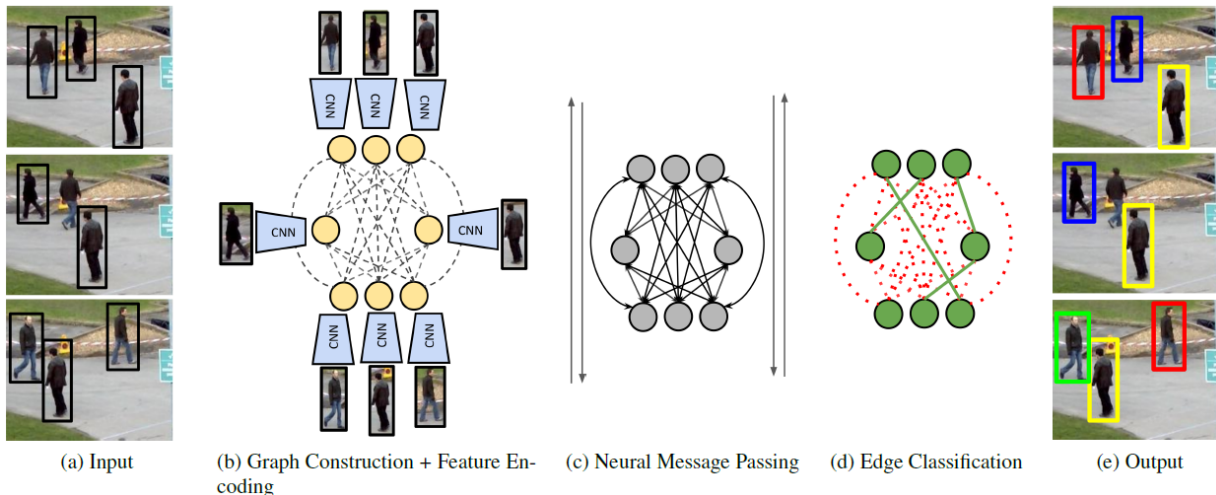 CNN
CNN
CNN
CNN
CNN
CNN
CNN
CNN
(a) Input
(b) Graph Construction + Feature En-
coding
(c) Neural Message Passing
(d) Edge Classification
(e) Output